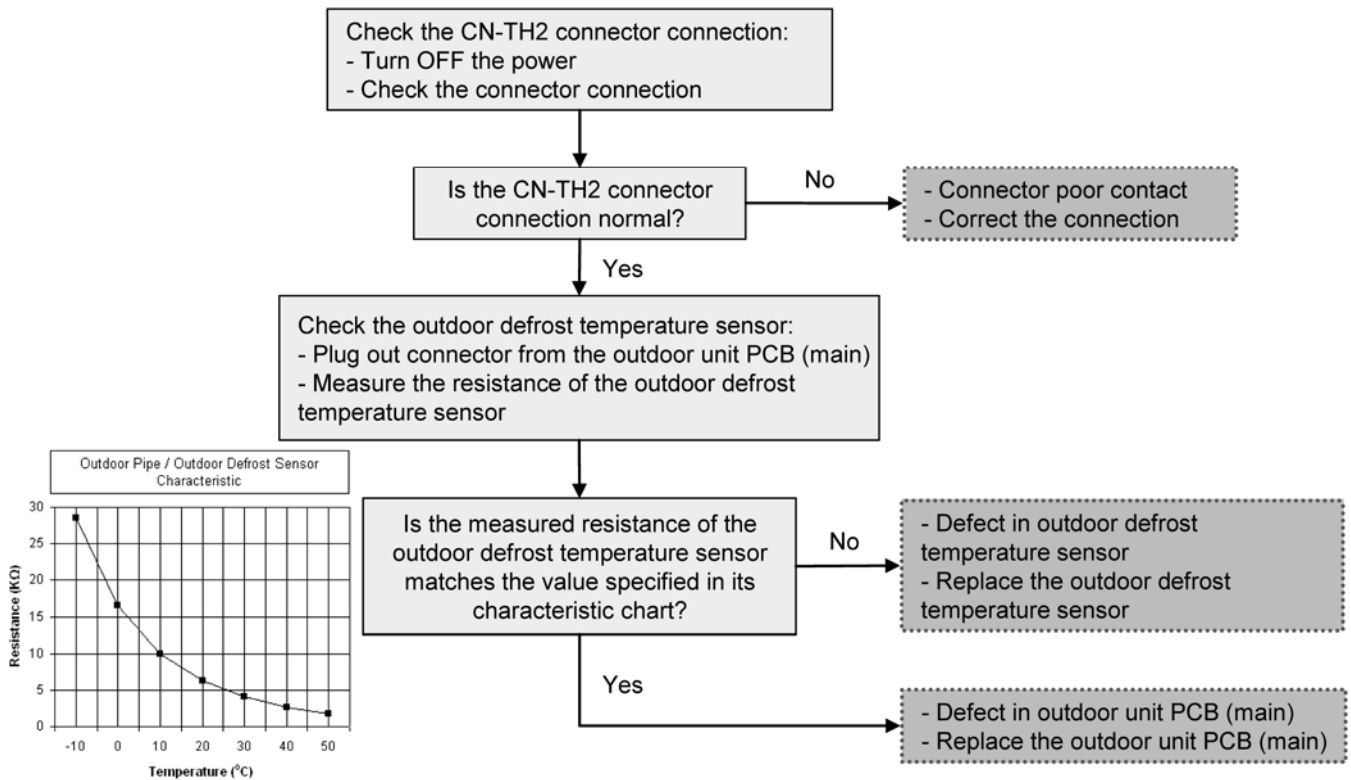 Check the CN-TH2 connector connection:
- Turn OFF the power
- Check the connector connection
Is the CN-TH2 connector
connection normal?
No
- Connector poor contact
- Correct the connection
Yes
Check the outdoor defrost temperature sensor:
- Plug out connector from the outdoor unit PCB (main)
- Measure the resistance of the outdoor defrost
temperature sensor
Outdoor Pipe / Outdoor Defrost Sensor
Characteristic
30
25
20
15
10
5
0
Resistance (KΩ)
-10 0 10 20 30 40 50
Temperature (⁰C)
Is the measured resistance of the
outdoor defrost temperature sensor
matches the value specified in its
characteristic chart?
No
- Defect in outdoor defrost
temperature sensor
- Replace the outdoor defrost
temperature sensor
Yes
- Defect in outdoor unit PCB (main)
- Replace the outdoor unit PCB (main)